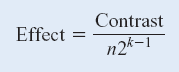 Effect = Contrast / n2^{k−1}